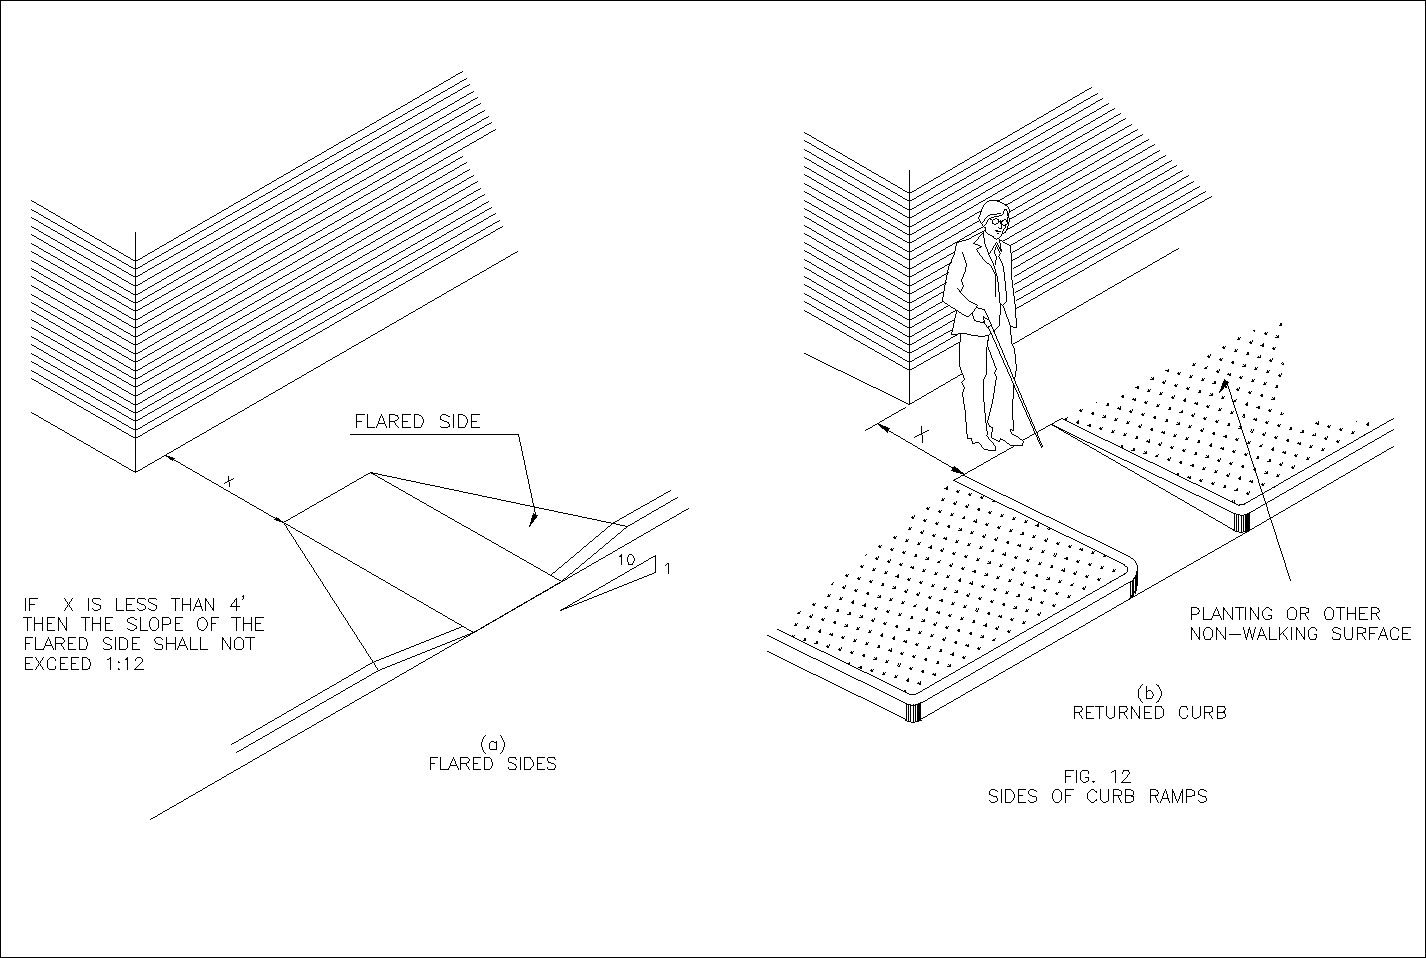 FLARED SIDE
X
10
1
IF X IS LESS THAN 4'
THEN THE SLOPE OF THE
FLARED SIDE SHALL NOT
EXCEED 1:12
(a)
FLARED SIDES
X
PLANTING OR OTHER
NON-WALKING SURFACE
(b)
RETURNED CURB
FIG. 12
SIDES OF CURB RAMPS